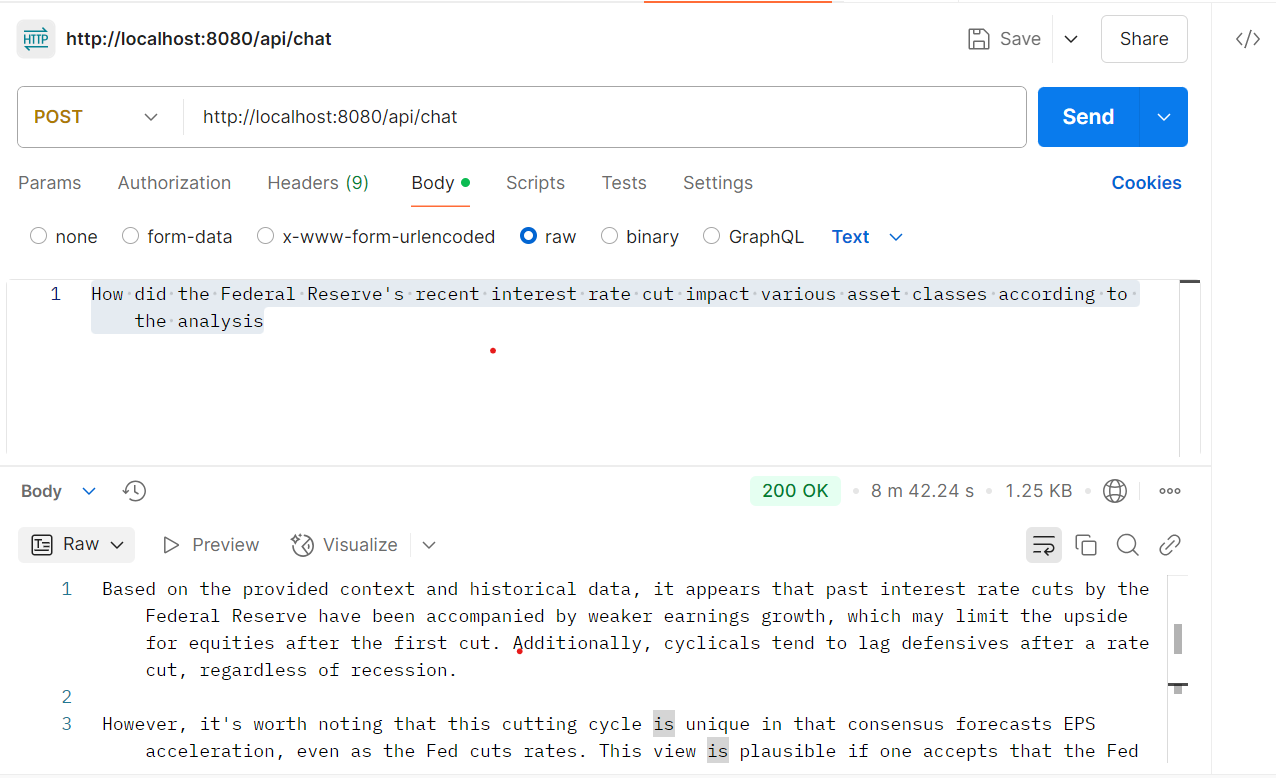 HTTP http://localhost:8080/api/chat Save Share </>
POST http://localhost:8080/api/chat Send
Params Authorization Headers (9) Body Scripts Tests Settings Cookies
none form-data x-www-form-urlencoded raw binary GraphQL Text
1 How did the Federal Reserve's recent interest rate cut impact various asset classes according to
the analysis
Body 200 OK 8 m 42.24 s 1.25 KB
Raw Preview Visualize
1 Based on the provided context and historical data, it appears that past interest rate cuts by the
Federal Reserve have been accompanied by weaker earnings growth, which may limit the upside
for equities after the first cut. Additionally, cyclicals tend to lag defensives after a rate
cut, regardless of recession.
2
3 However, it's worth noting that this cutting cycle is unique in that consensus forecasts EPS
acceleration, even as the Fed cuts rates. This view is plausible if one accepts that the Fed